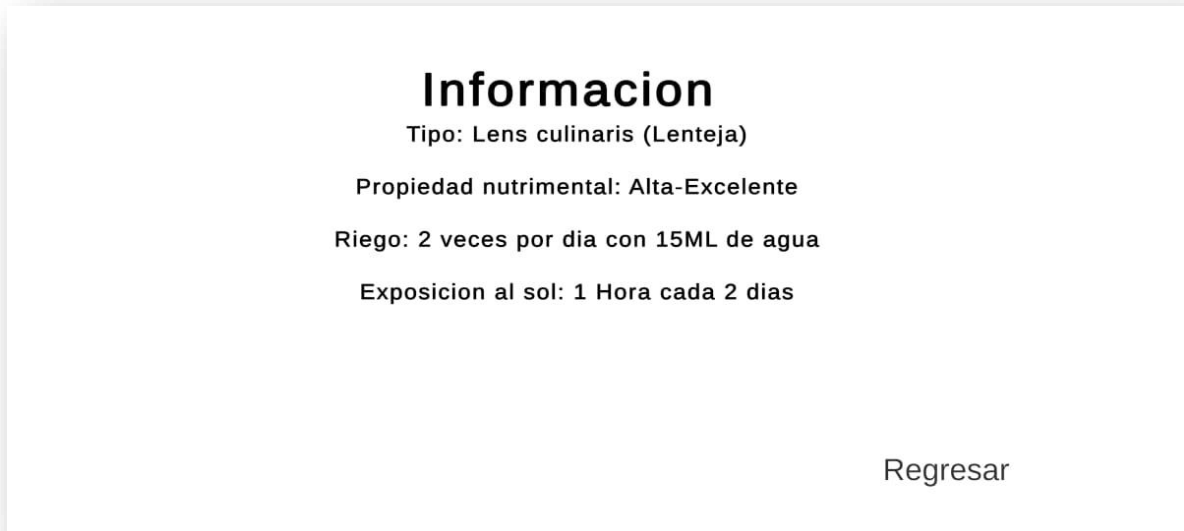 Informacion
Tipo: Lens culinaris (Lenteja)
Propiedad nutrimental: Alta-Excelente
Riego: 2 veces por dia con 15ML de agua
Exposicion al sol: 1 Hora cada 2 dias
Regresar